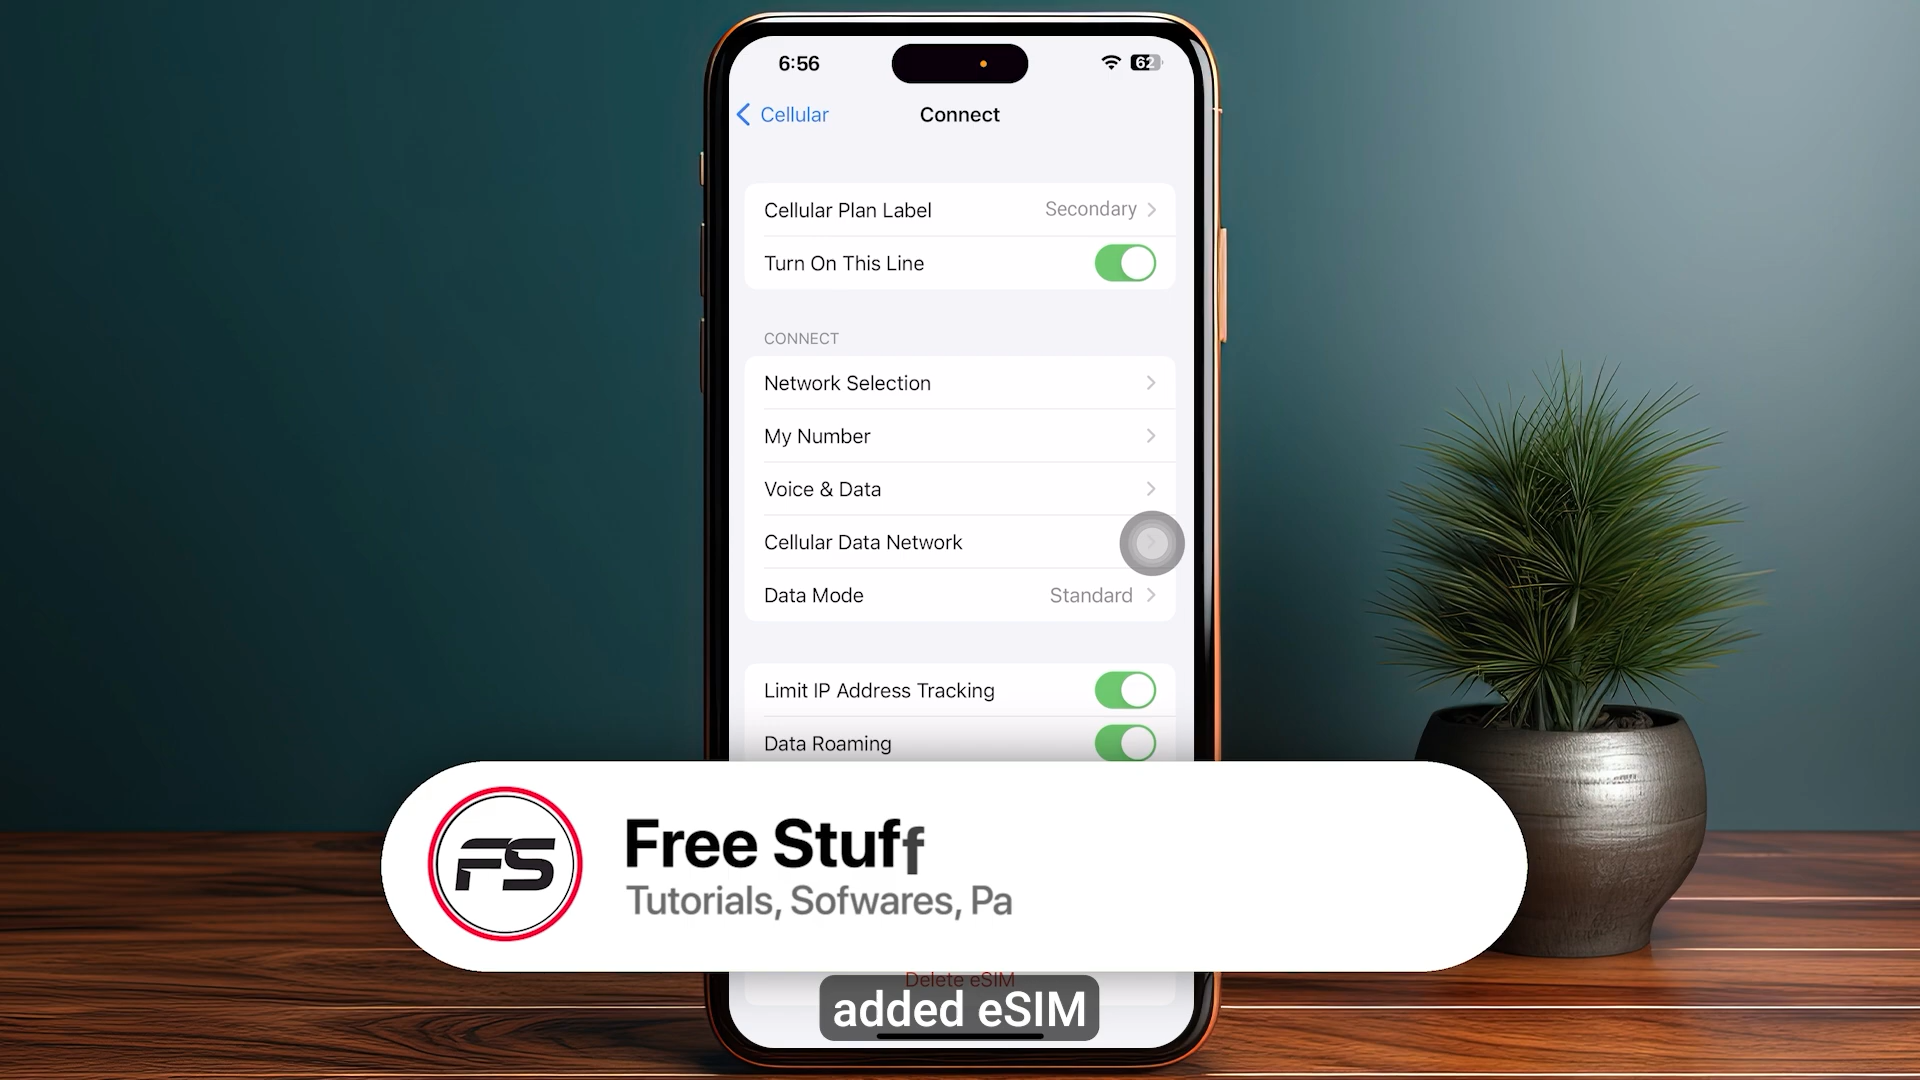 6:56
62
Cellular
Connect
Cellular Plan Label
Secondary
Turn On This Line
CONNECT
Network Selection
My Number
Voice & Data
Cellular Data Network
Data Mode
Standard
Limit IP Address Tracking
Data Roaming
FS
Free Stuff
Tutorials, Sofwares, Pa
Delete eSIM
added eSIM